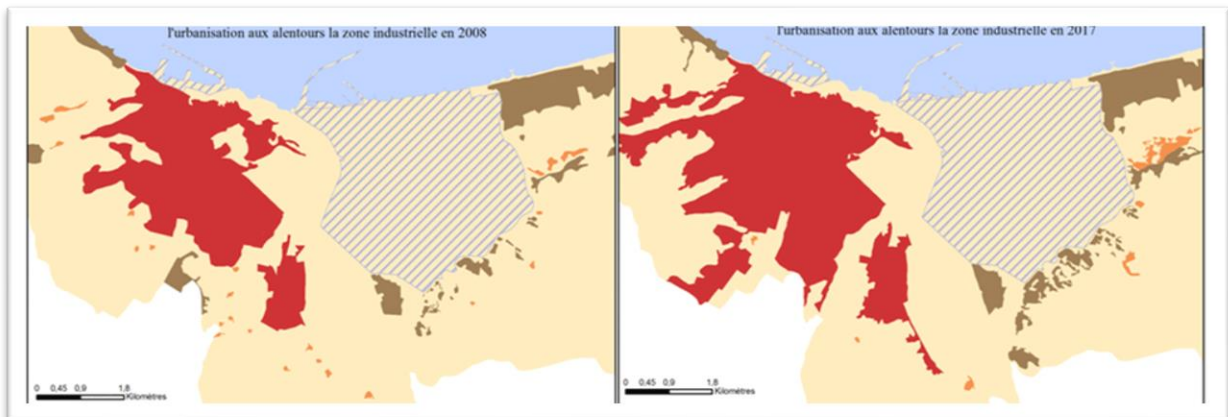 l'urbanisation aux alentours la zone industrielle en 2008
l'urbanisation aux alentours la zone industrielle en 2017
0 0,45 0,9 1,8
Kilomètres
0 0,45 0,9 1,8
Kilomètres